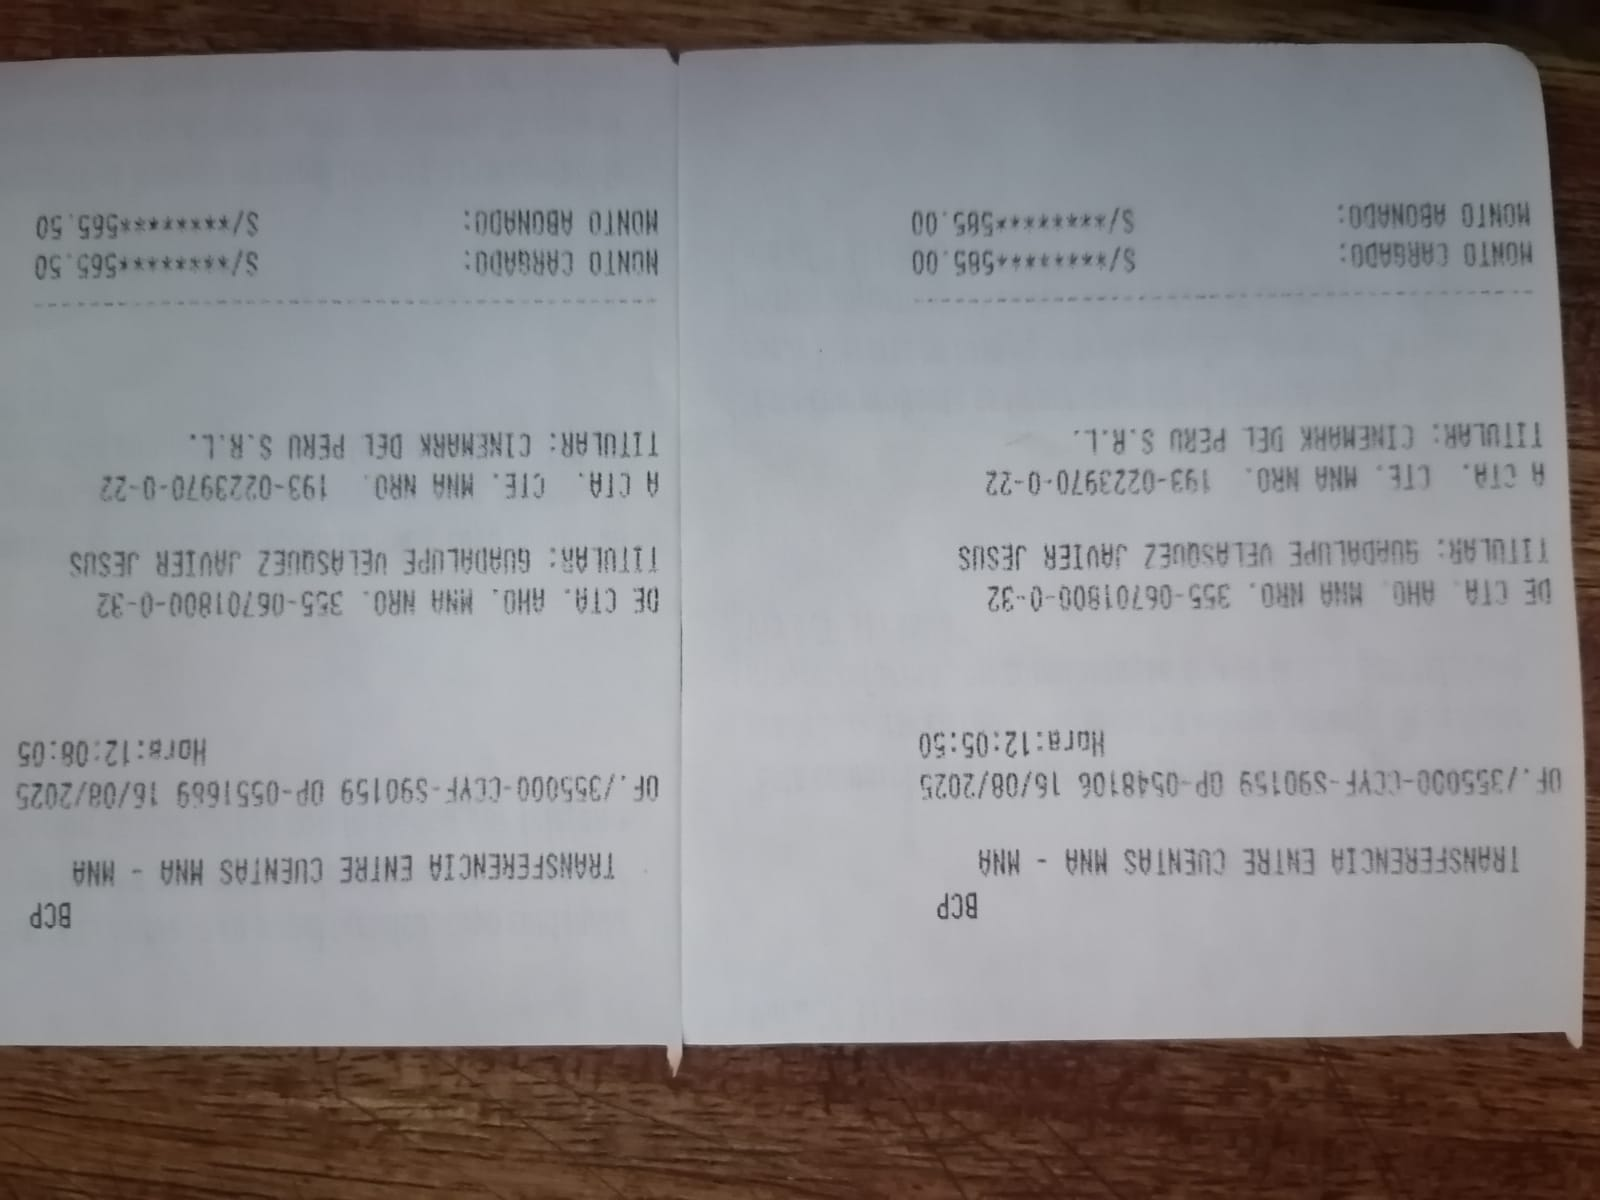 BCP
TRANSFERENCIA ENTRE CUENTAS MNA - MNA
OF./355000-CCYF-S90159 OP-0548106 16/08/2025
Hora:12:05:50
DE CTA. AHO. MNA NRO. 355-06701800-0-32
TITULAR: GUADALUPE VELASQUEZ JAVIER JESUS
A CTA. CTE. MNA NRO. 193-0223970-0-22
TITULAR: CINEMARK DEL PERU S.R.L.
MONTO CARGADO: S/*********585.00
MONTO ABONADO: S/*********585.00
BCP
TRANSFERENCIA ENTRE CUENTAS MNA - MNA
OF./355000-CCYF-S90159 OP-0551669 16/08/2025
Hora:12:08:05
DE CTA. AHO. MNA NRO. 355-06701800-0-32
TITULAR: GUADALUPE VELASQUEZ JAVIER JESUS
A CTA. CTE. MNA NRO. 193-0223970-0-22
TITULAR: CINEMARK DEL PERU S.R.L.
MONTO CARGADO: S/*********565.50
MONTO ABONADO: S/*********565.50